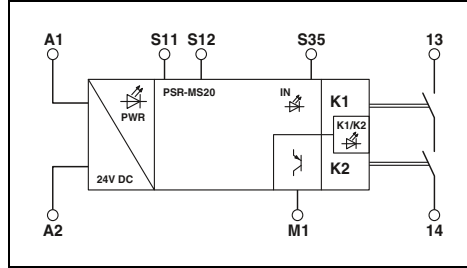 A1 S11 S12 S35 13
PSR-MS20 IN K1
PWR K1/K2
K2
24V DC
A2 M1 14